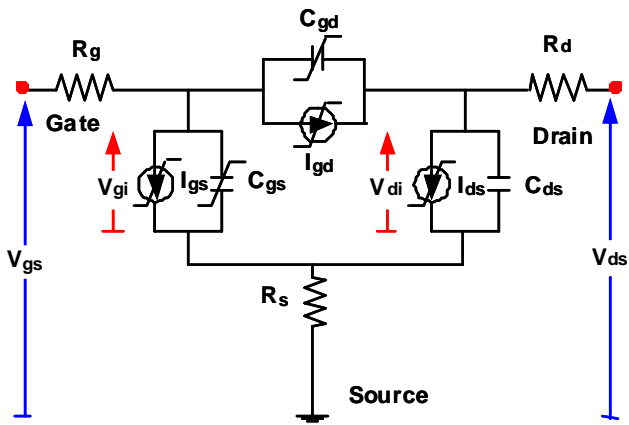 Cgd
Rg
Rd
Gate
Drain
Igd
Vgi
Igs
Cgs
Vdi
Ids
Cds
Vgs
Vds
Rs
Source